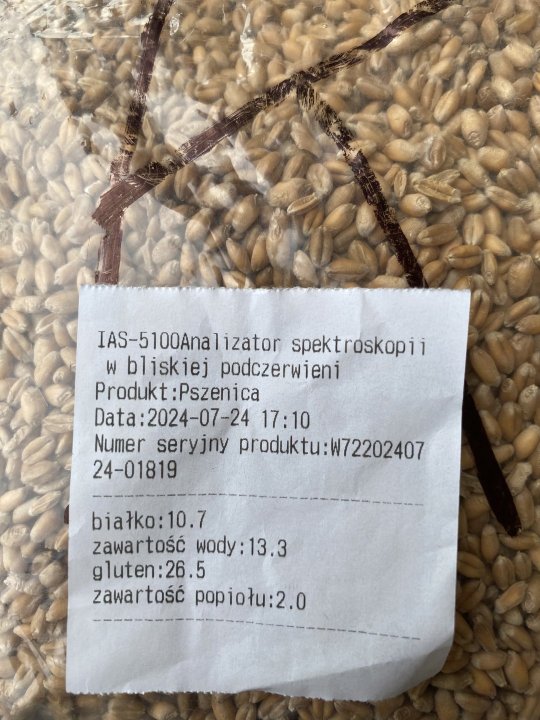 IAS-5100Analizator spektroskopii
w bliskiej podczerwieni
Produkt:Pszenica
Data:2024-07-24 17:10
Numer seryjny produktu:W72202407
24-01819
białko:10.7
zawartość wody:13.3
gluten:26.5
zawartość popiołu:2.0